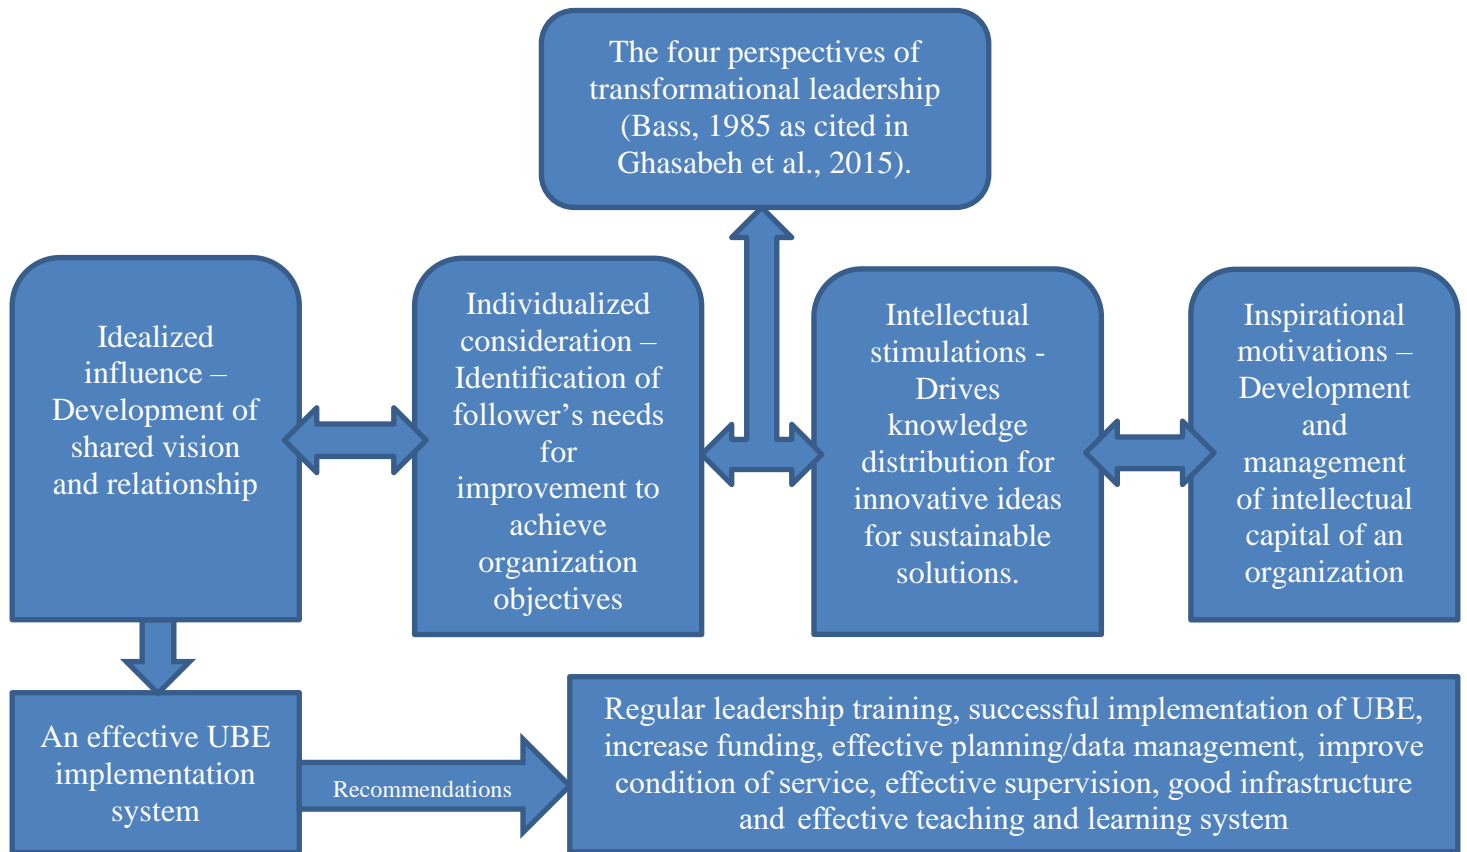 The four perspectives of
transformational leadership
(Bass, 1985 as cited in
Ghasabeh et al., 2015).
Idealized
influence –
Development of
shared vision
and relationship
Individualized
consideration –
Identification of
follower’s needs
for
improvement to
achieve
organization
objectives
Intellectual
stimulations -
Drives
knowledge
distribution for
innovative ideas
for sustainable
solutions.
Inspirational
motivations –
Development
and
management
of intellectual
capital of an
organization
An effective UBE
implementation
system
Recommendations
Regular leadership training, successful implementation of UBE,
increase funding, effective planning/data management, improve
condition of service, effective supervision, good infrastructure
and effective teaching and learning system